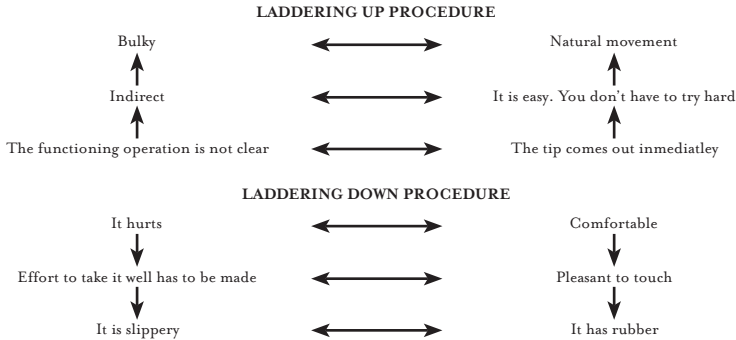 LADDERING UP PROCEDURE
Bulky Natural movement
Indirect It is easy. You don't have to try hard
The functioning operation is not clear The tip comes out inmediatley
LADDERING DOWN PROCEDURE
It hurts Comfortable
Effort to take it well has to be made Pleasant to touch
It is slippery It has rubber